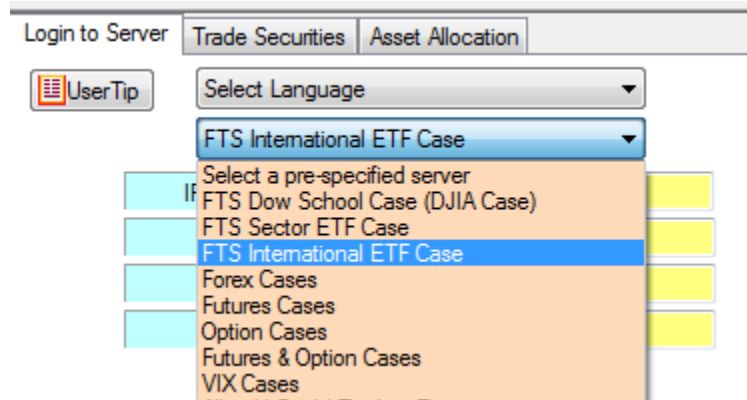 Login to Server Trade Securities Asset Allocation
UserTip Select Language
FTS International ETF Case
Select a pre-specified server
FTS Dow School Case (DJIA Case)
FTS Sector ETF Case
FTS International ETF Case
Forex Cases
Futures Cases
Option Cases
Futures & Option Cases
VIX Cases